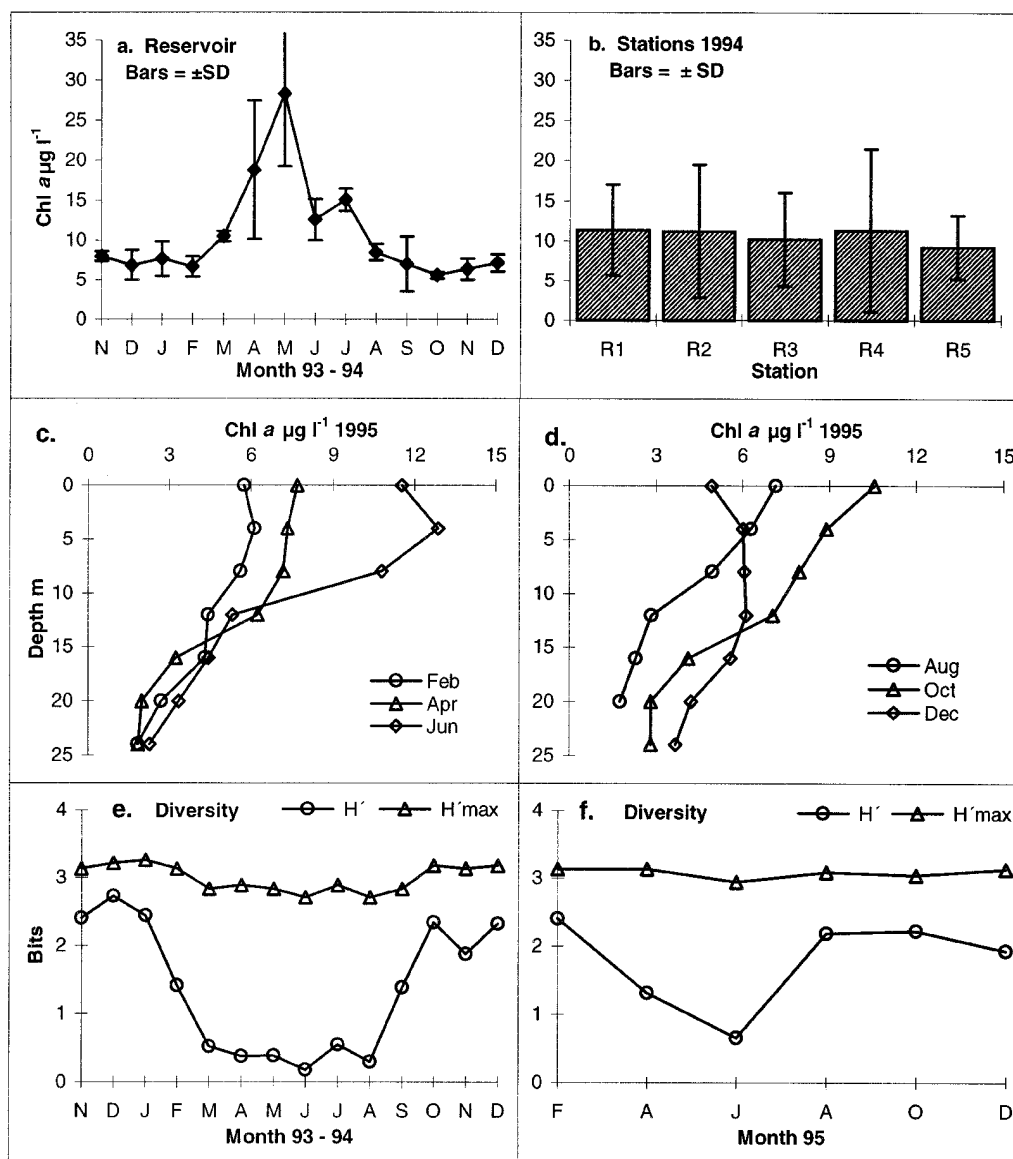 a. Reservoir
Bars = ±SD
35
30
25
20
15
10
5
0
Chl a µg l⁻¹
N D J F M A M J J A S O N D
Month 93 - 94
b. Stations 1994
Bars = ± SD
35
30
25
20
15
10
5
0
R1 R2 R3 R4 R5
Station
c.
Chl a µg l⁻¹ 1995
0 3 6 9 12 15
0
5
10
15
20
25
Depth m
Feb
Apr
Jun
d.
Chl a µg l⁻¹ 1995
0 3 6 9 12 15
0
5
10
15
20
25
Aug
Oct
Dec
e. Diversity H´ H´max
4
3
2
1
0
Bits
N D J F M A M J J A S O N D
Month 93 - 94
f. Diversity H´ H´max
4
3
2
1
0
F A J A O D
Month 95